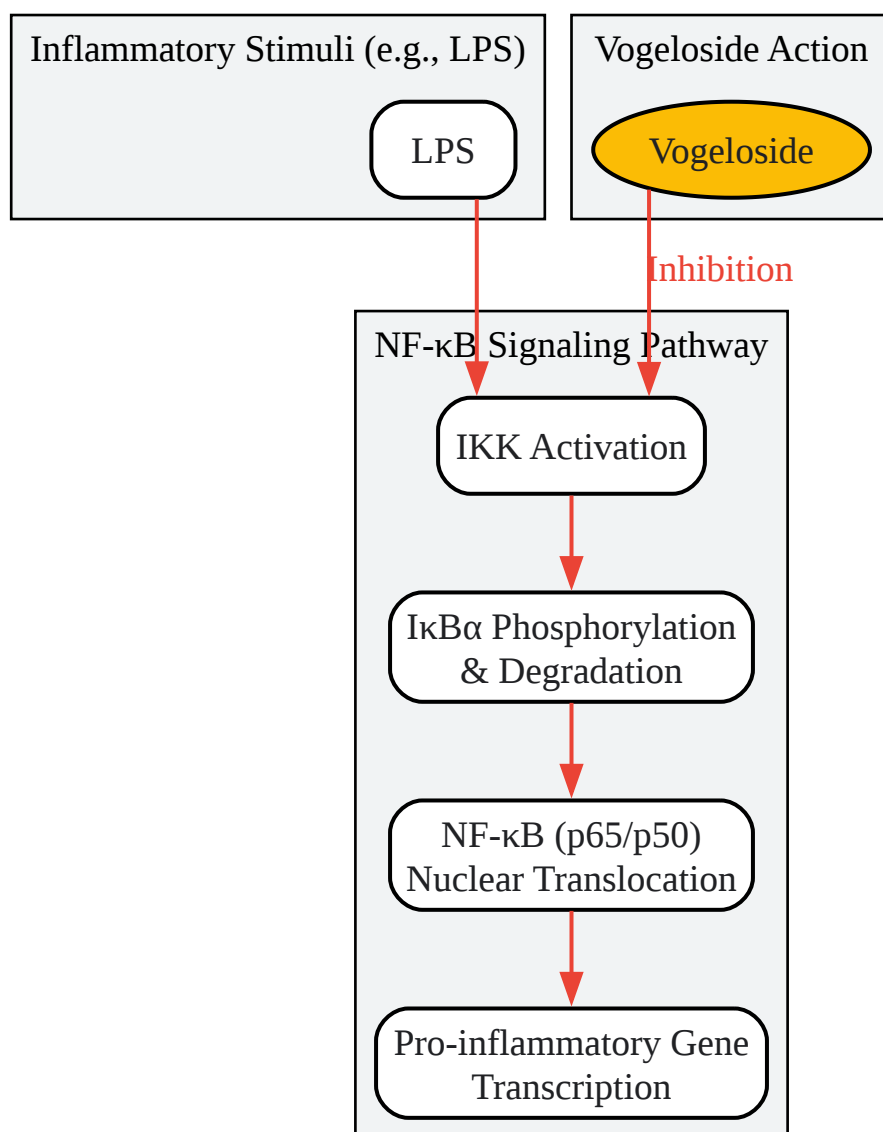 Inflammatory Stimuli (e.g., LPS)
Vogeloside Action
LPS
Vogeloside
Inhibition
NF-κB Signaling Pathway
IKK Activation
IκBα Phosphorylation
& Degradation
NF-κB (p65/p50)
Nuclear Translocation
Pro-inflammatory Gene
Transcription